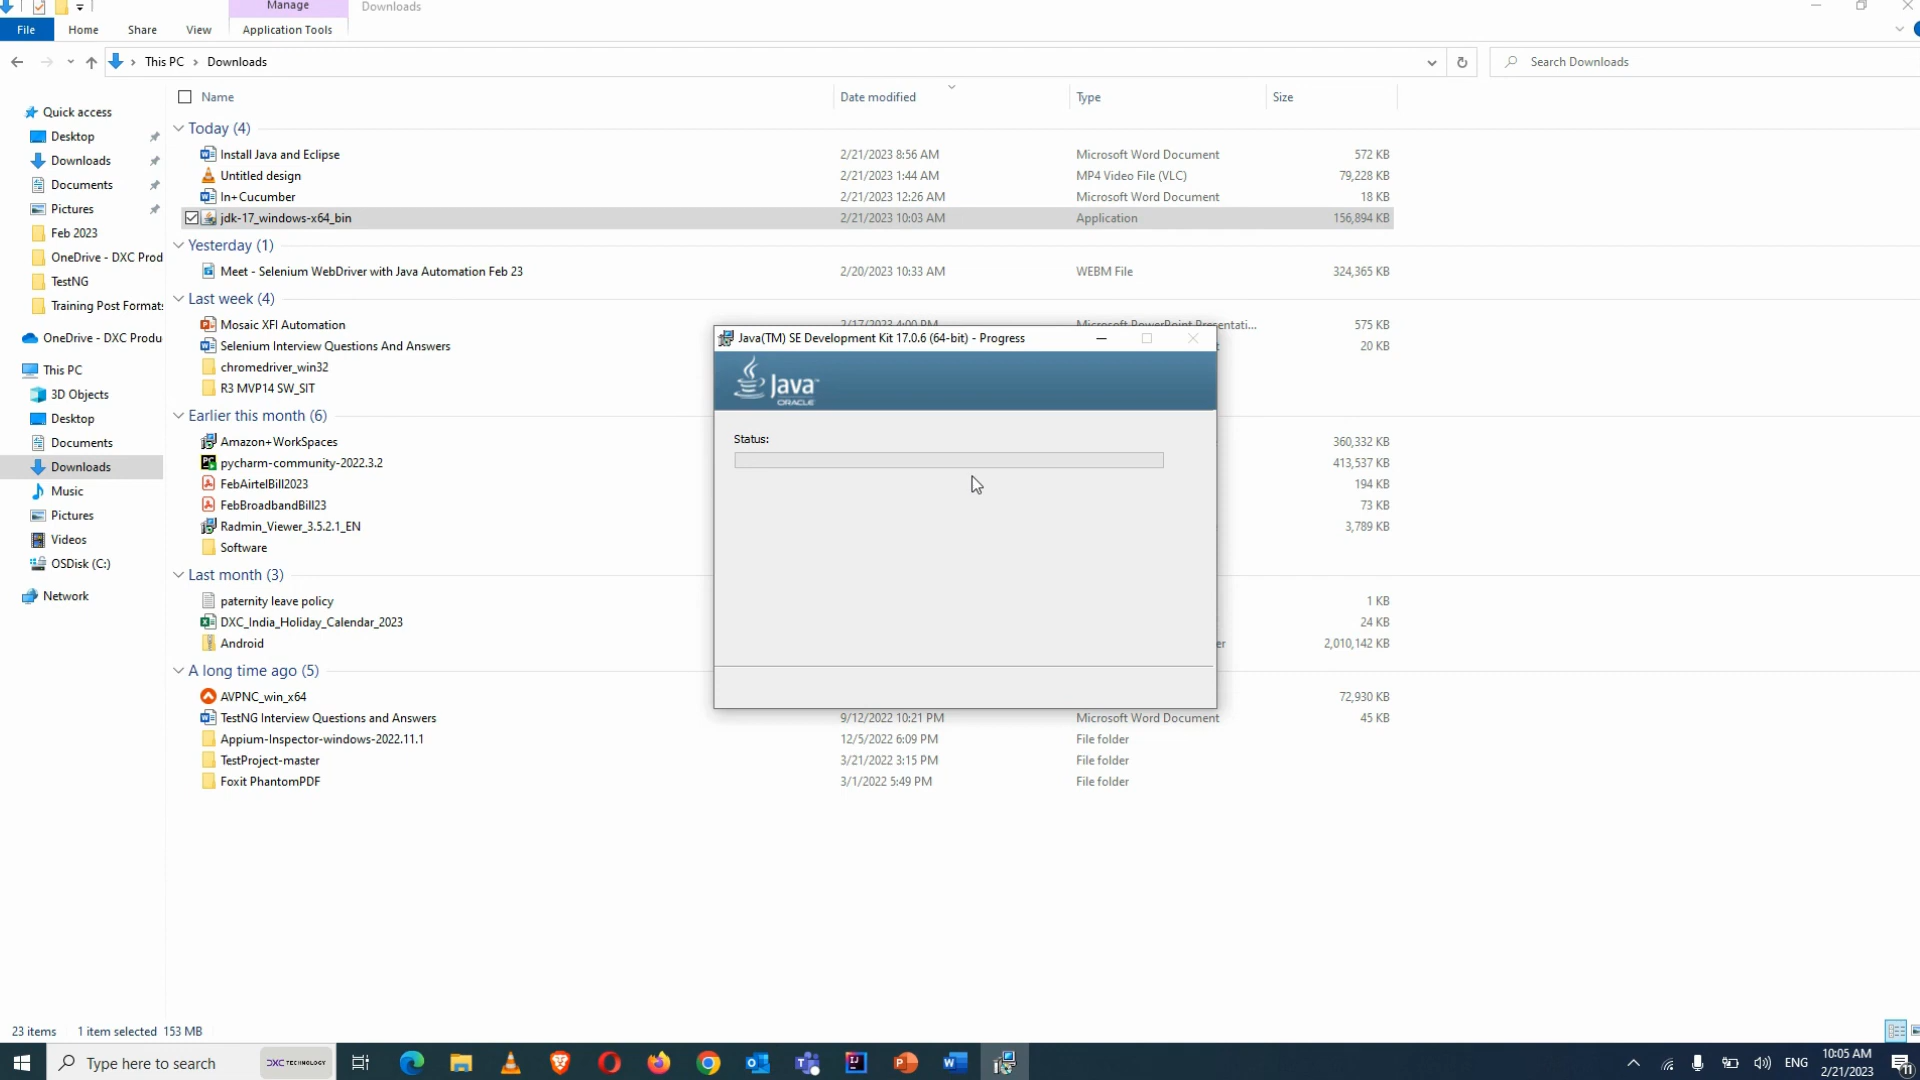 Manage
Downloads
File
Home
Share
View
Application Tools
This PC
Downloads
Search Downloads
Name
Date modified
Type
Size
Quick access
Desktop
Downloads
Documents
Pictures
Feb 2023
OneDrive - DXC Prod
TestNG
Training Post Format
OneDrive - DXC Produ
This PC
3D Objects
Desktop
Documents
Downloads
Music
Pictures
Videos
OSDisk (C:)
Network
Today (4)
Install Java and Eclipse 2/21/2023 8:56 AM Microsoft Word Document 572 KB
Untitled design 2/21/2023 1:44 AM MP4 Video File (VLC) 79,228 KB
In+Cucumber 2/21/2023 12:26 AM Microsoft Word Document 18 KB
jdk-17_windows-x64_bin 2/21/2023 10:03 AM Application 156,894 KB
Yesterday (1)
Meet - Selenium WebDriver with Java Automation Feb 23 2/20/2023 10:33 AM WEBM File 324,365 KB
Last week (4)
Mosaic XFI Automation 2/17/2023 4:00 PM Microsoft PowerPoint Presentati... 575 KB
Selenium Interview Questions And Answers 20 KB
chromedriver_win32
R3 MVP14 SW_SIT
Earlier this month (6)
Amazon+WorkSpaces 360,332 KB
pycharm-community-2022.3.2 413,537 KB
FebAirtelBill2023 194 KB
FebBroadbandBill23 73 KB
Radmin_Viewer_3.5.2.1_EN 3,789 KB
Software
Last month (3)
paternity leave policy 1 KB
DXC_India_Holiday_Calendar_2023 24 KB
Android er 2,010,142 KB
A long time ago (5)
AVPNC_win_x64 72,930 KB
TestNG Interview Questions and Answers 9/12/2022 10:21 PM Microsoft Word Document 45 KB
Appium-Inspector-windows-2022.11.1 12/5/2022 6:09 PM File folder
TestProject-master 3/21/2022 3:15 PM File folder
Foxit PhantomPDF 3/1/2022 5:49 PM File folder
Java(TM) SE Development Kit 17.0.6 (64-bit) - Progress
Java
ORACLE
Status:
23 items 1 item selected 153 MB
Type here to search
DXC TECHNOLOGY
ENG
10:05 AM
2/21/2023
11